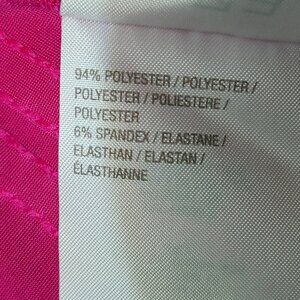 94% POLYESTER / POLYESTER /
POLYESTER / POLIESTERE /
POLYESTER
6% SPANDEX / ELASTANE /
ELASTHAN / ELASTAN /
ÉLASTHANNE